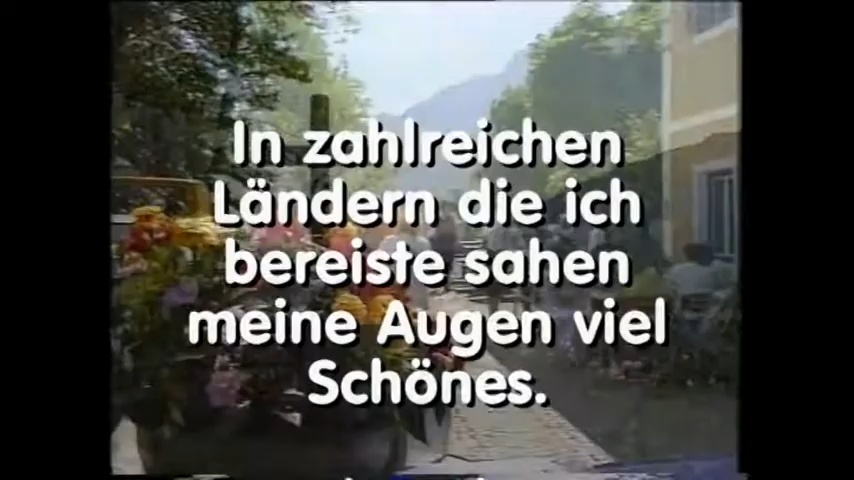 In zahlreichen
Ländern die ich
bereiste sahen
meine Augen viel
Schönes.